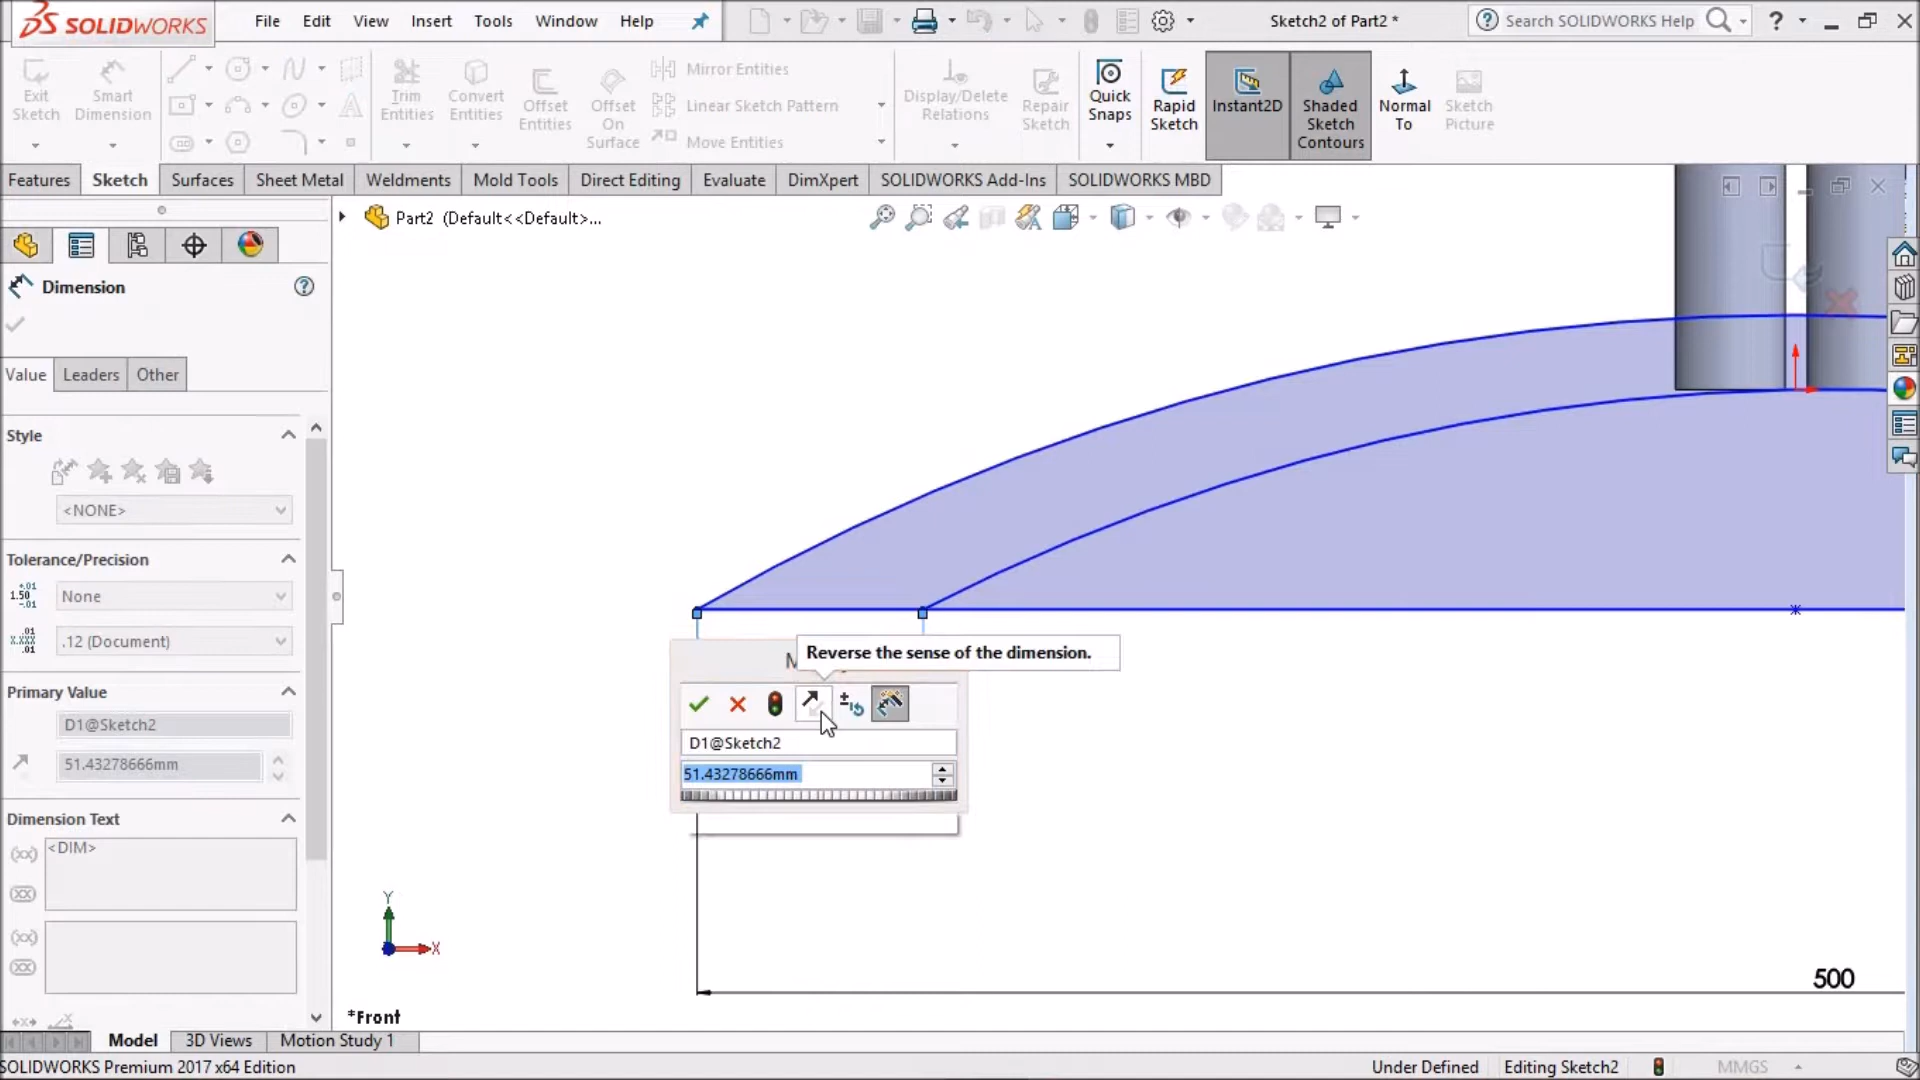 SOLIDWORKS
File Edit View Insert Tools Window Help
Sketch2 of Part2 *
Search SOLIDWORKS Help
Exit Sketch
Smart Dimension
Trim Entities
Convert Entities
Offset Entities
Offset On Surface
Mirror Entities
Linear Sketch Pattern
Move Entities
Display/Delete Relations
Repair Sketch
Quick Snaps
Rapid Sketch
Instant2D
Shaded Sketch Contours
Normal To
Sketch Picture
Features Sketch Surfaces Sheet Metal Weldments Mold Tools Direct Editing Evaluate DimXpert SOLIDWORKS Add-Ins SOLIDWORKS MBD
Part2 (Default<<Default>...
Dimension
Value Leaders Other
Style
<NONE>
Tolerance/Precision
None
.12 (Document)
Primary Value
D1@Sketch2
51.43278666mm
Dimension Text
<DIM>
Reverse the sense of the dimension.
D1@Sketch2
51.43278666mm
500
Y
X
*Front
Model 3D Views Motion Study 1
SOLIDWORKS Premium 2017 x64 Edition
Under Defined Editing Sketch2 MMGS